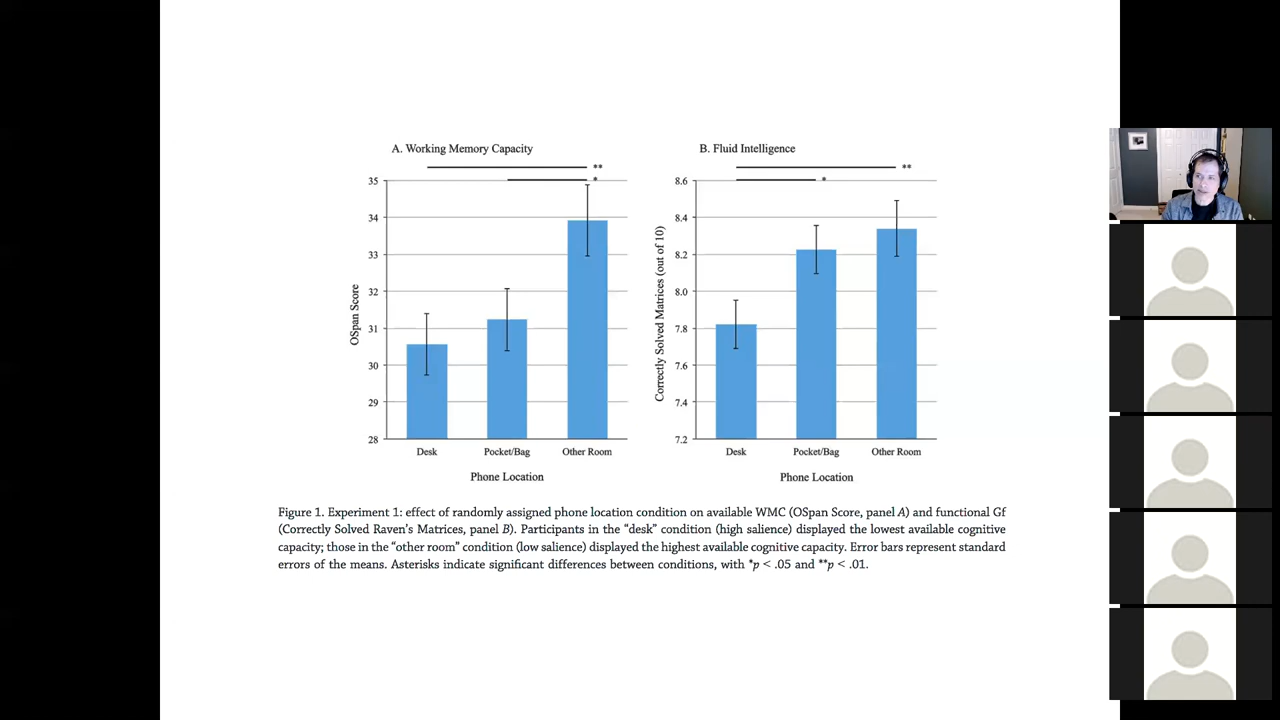 A. Working Memory Capacity
**
*
35
34
33
32
31
30
29
28
OSpan Score
Desk Pocket/Bag Other Room
Phone Location
B. Fluid Intelligence
**
*
8.6
8.4
8.2
8.0
7.8
7.6
7.4
7.2
Correctly Solved Matrices (out of 10)
Desk Pocket/Bag Other Room
Phone Location
Figure 1. Experiment 1: effect of randomly assigned phone location condition on available WMC (OSpan Score, panel A) and functional Gf
(Correctly Solved Raven's Matrices, panel B). Participants in the “desk” condition (high salience) displayed the lowest available cognitive
capacity; those in the “other room” condition (low salience) displayed the highest available cognitive capacity. Error bars represent standard
errors of the means. Asterisks indicate significant differences between conditions, with *p < .05 and **p < .01.